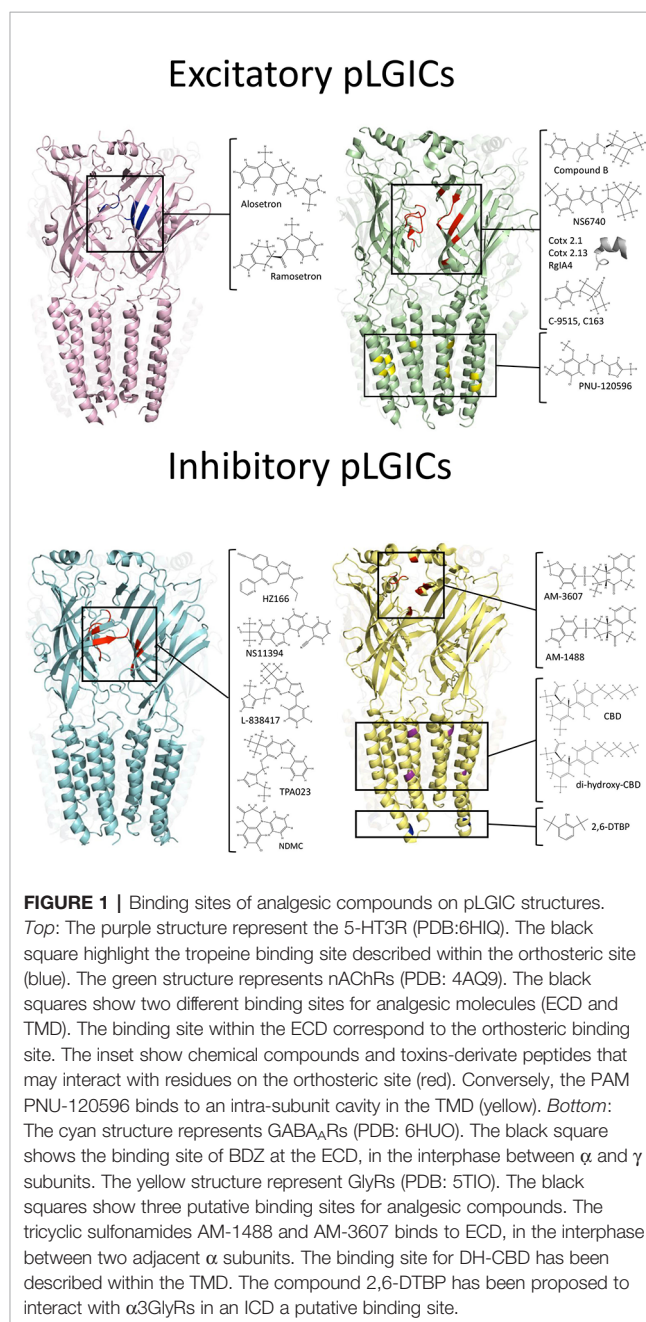 Excitatory pLGICs
Alosetron
Ramosetron
Compound B
NS6740
Cotx 2.1
Cotx 2.13
RgIA4
C-9515, C163
PNU-120596
Inhibitory pLGICs
HZ166
NS11394
L-838417
TPA023
NDMC
AM-3607
AM-1488
CBD
di-hydroxy-CBD
2,6-DTBP
FIGURE 1 | Binding sites of analgesic compounds on pLGIC structures.
Top: The purple structure represent the 5-HT3R (PDB:6HIQ). The black
square highlight the tropeine binding site described within the orthosteric site
(blue). The green structure represents nAChRs (PDB: 4AQ9). The black
squares show two different binding sites for analgesic molecules (ECD and
TMD). The binding site within the ECD correspond to the orthosteric binding
site. The inset show chemical compounds and toxins-derivate peptides that
may interact with residues on the orthosteric site (red). Conversely, the PAM
PNU-120596 binds to an intra-subunit cavity in the TMD (yellow). Bottom:
The cyan structure represents GABAARs (PDB: 6HUO). The black square
shows the binding site of BDZ at the ECD, in the interphase between α and γ
subunits. The yellow structure represent GlyRs (PDB: 5TIO). The black
squares show three putative binding sites for analgesic compounds. The
tricyclic sulfonamides AM-1488 and AM-3607 binds to ECD, in the interphase
between two adjacent α subunits. The binding site for DH-CBD has been
described within the TMD. The compound 2,6-DTBP has been proposed to
interact with α3GlyRs in an ICD a putative binding site.